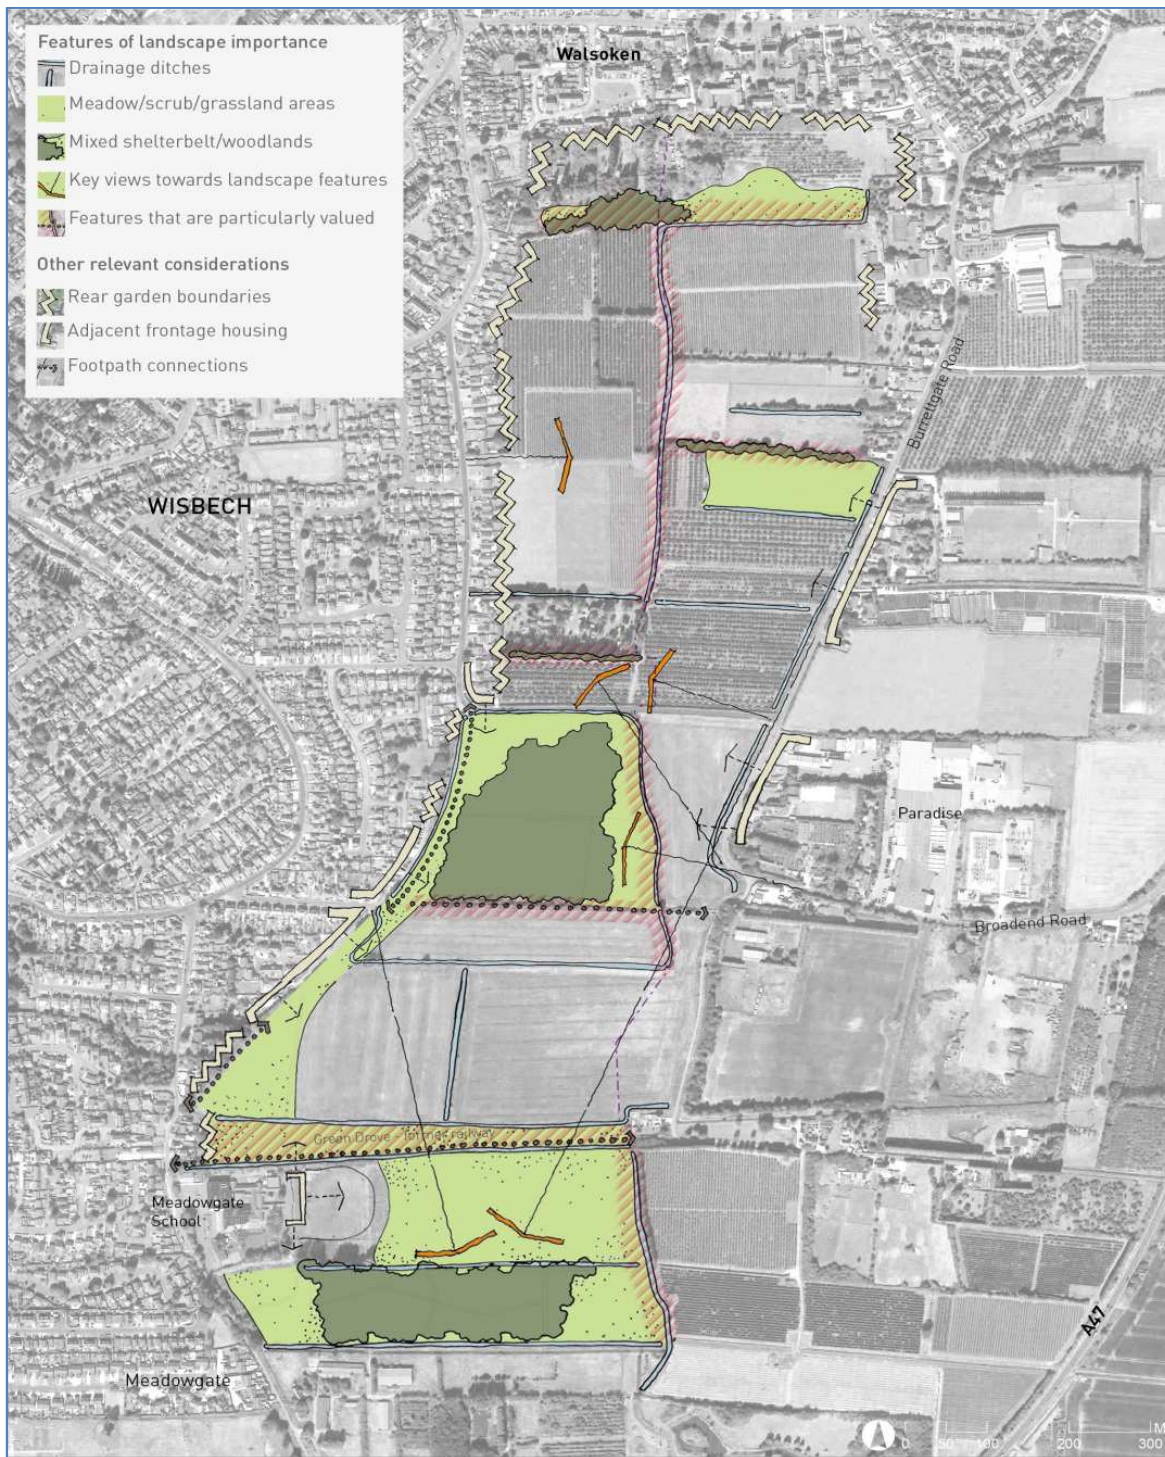 Features of landscape importance
Drainage ditches
Meadow/scrub/grassland areas
Mixed shelterbelt/woodlands
Key views towards landscape features
Features that are particularly valued
Other relevant considerations
Rear garden boundaries
Adjacent frontage housing
Footpath connections
Walsoken
Burrettgate Road
WISBECH
Paradise
Broadend Road
Green Drove - former railway
Meadowgate
School
A47
Meadowgate
M
0 50 100 200 300